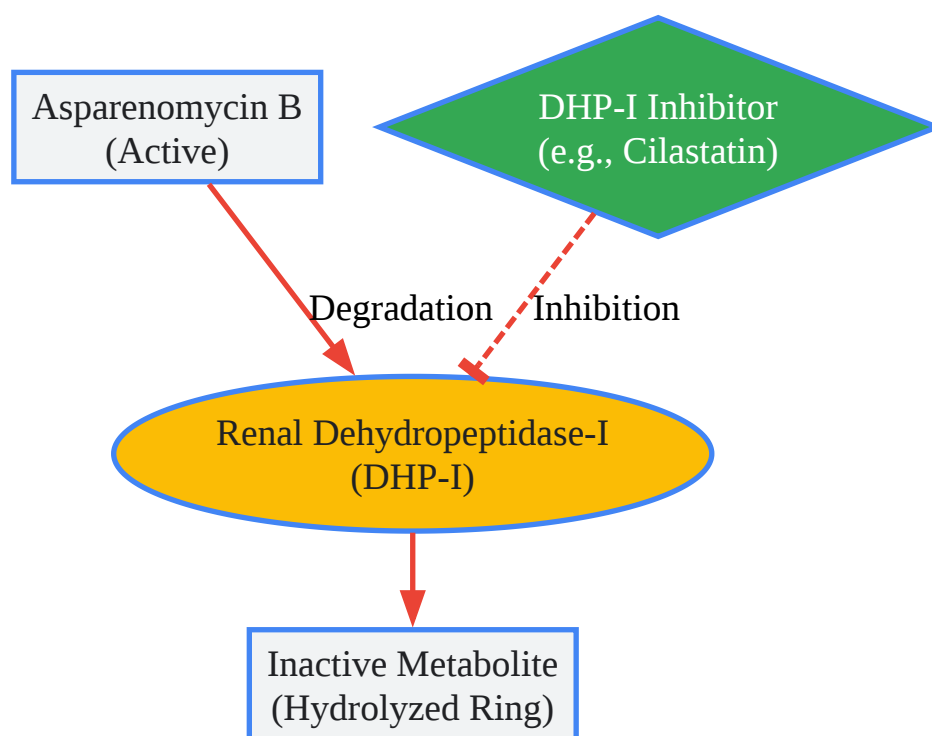 Asparenomycin B
(Active)
DHP-I Inhibitor
(e.g., Cilastatin)
Degradation
Inhibition
Renal Dehydropeptidase-I
(DHP-I)
Inactive Metabolite
(Hydrolyzed Ring)